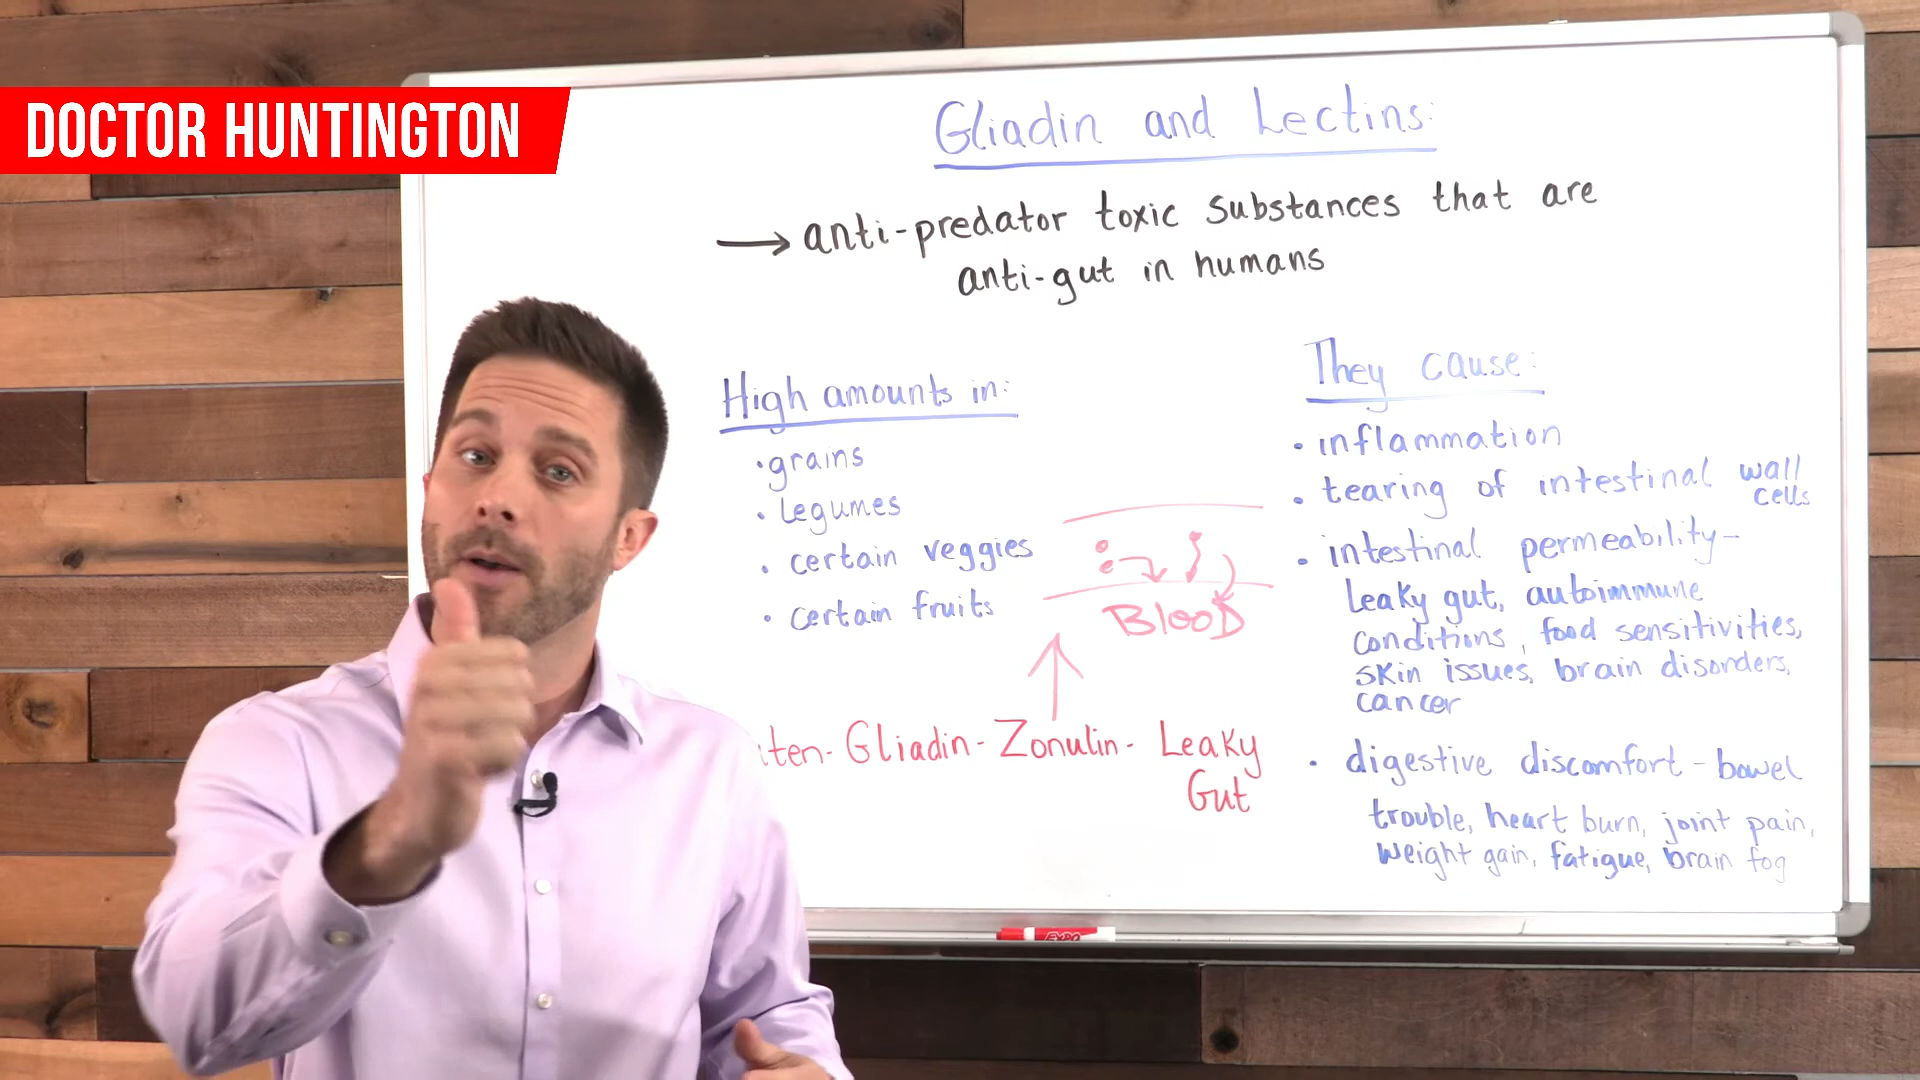 DOCTOR HUNTINGTON
Gliadin and Lectins:
→ anti-predator toxic substances that are
anti-gut in humans
High amounts in:
• grains
• legumes
• certain veggies
• certain fruits
BlooD
Gliadin - Zonulin - Leaky
Gut
They cause:
• inflammation
• tearing of intestinal wall
cells
• intestinal permeability-
Leaky gut, autoimmune
conditions, food sensitivities,
skin issues, brain disorders,
cancer
• digestive discomfort - bowel
trouble, heart burn, joint pain,
weight gain, fatigue, brain fog
EXPO